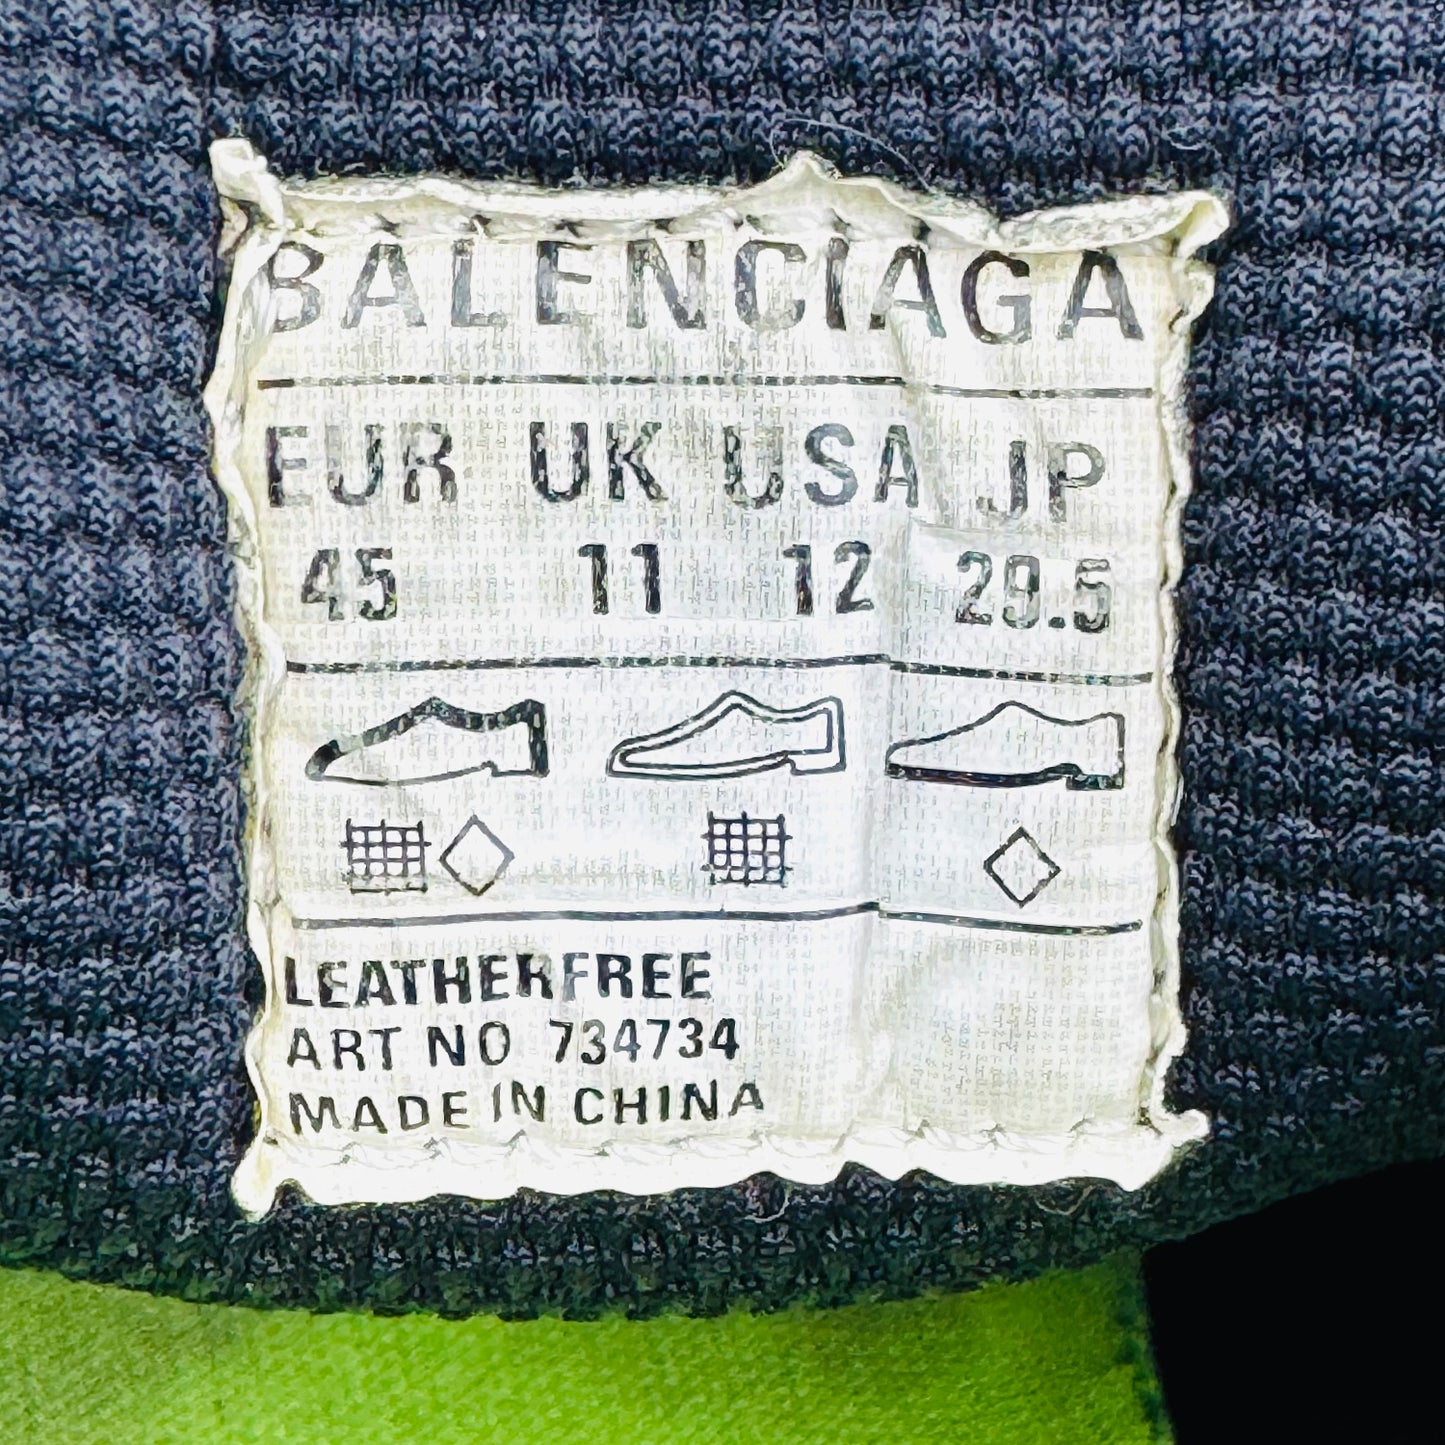 BALENCIAGA
EUR UK USA JP
45 11 12 29.5
LEATHERFREE
ART NO 734734
MADE IN CHINA